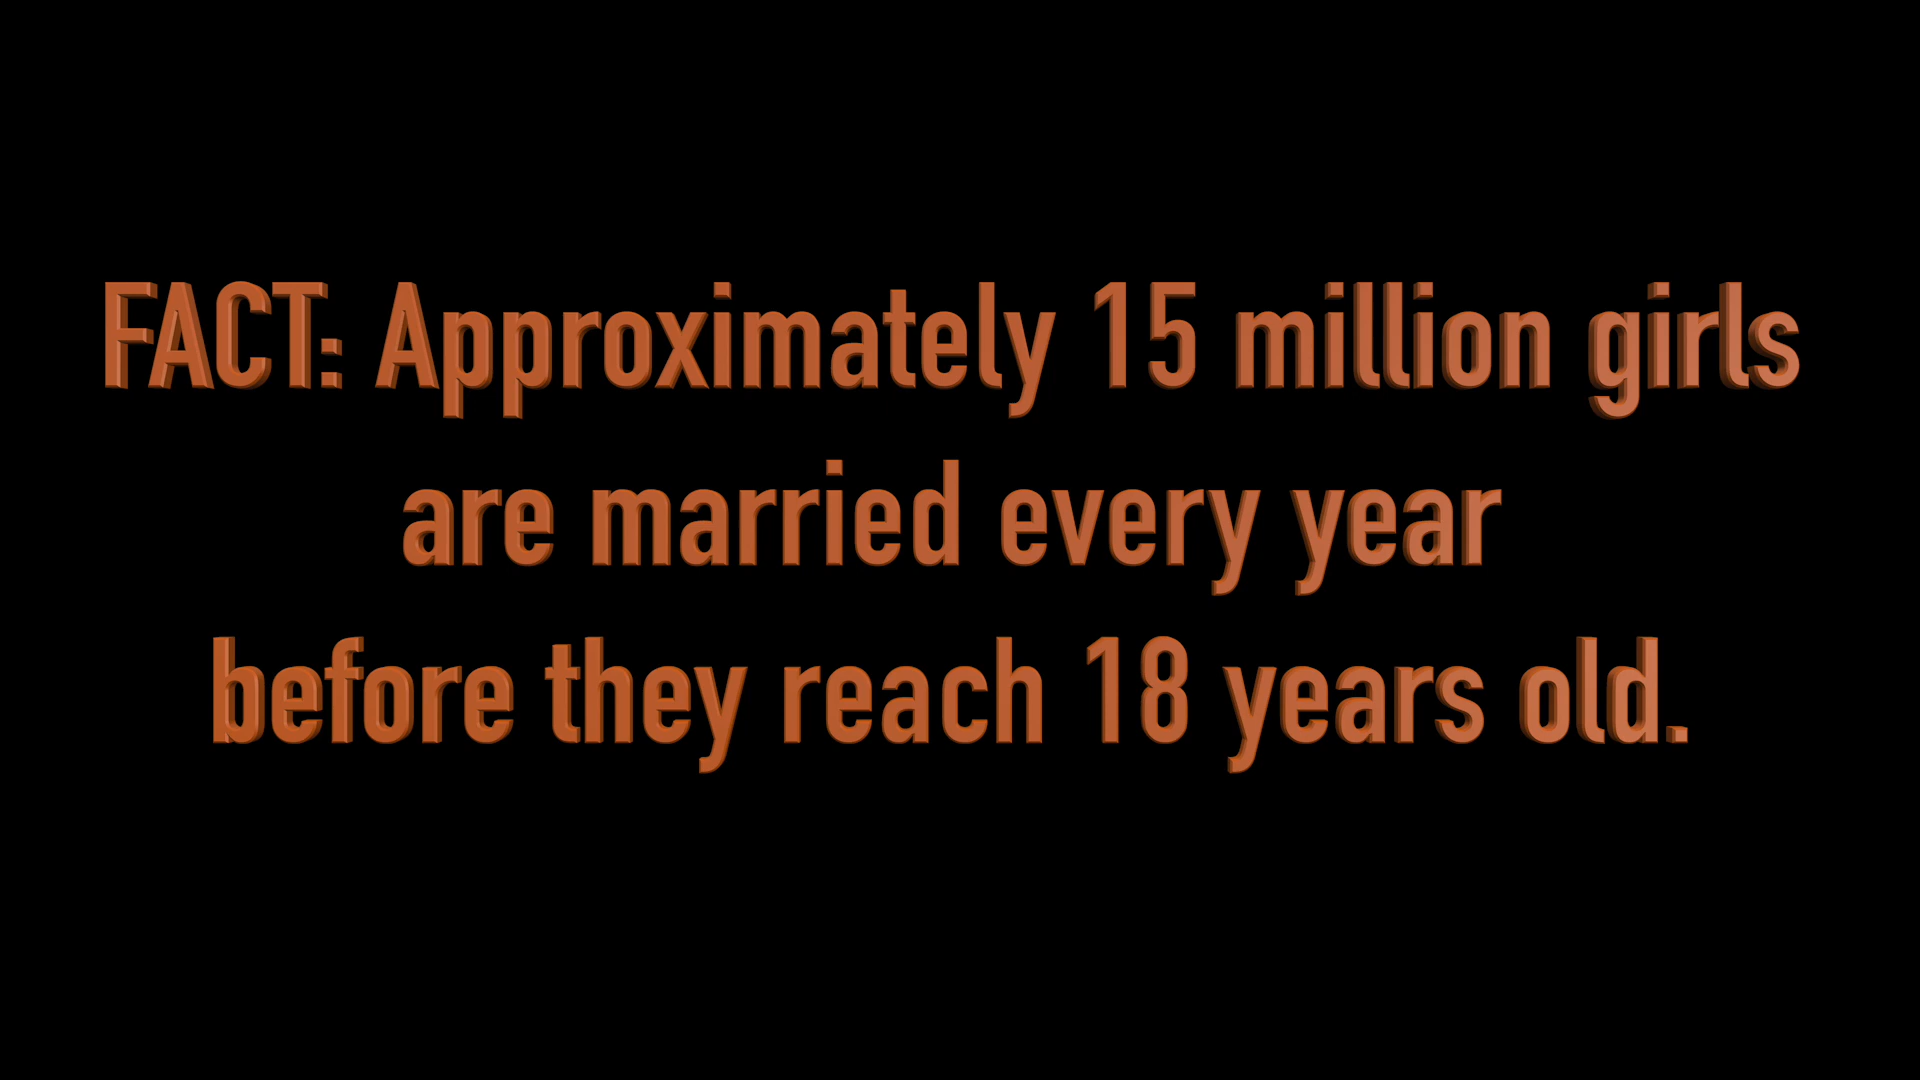 FACT: Approximately 15 million girls
are married every year
before they reach 18 years old.